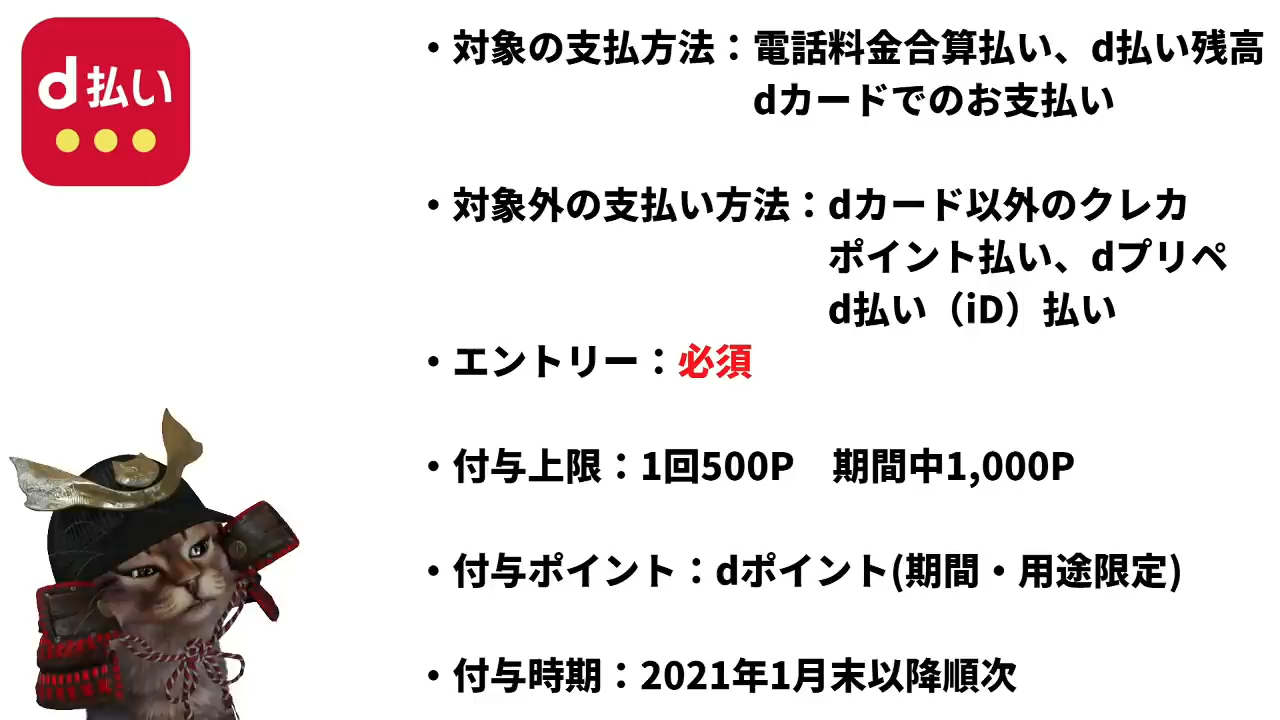 d払い
・対象の支払方法：電話料金合算払い、d払い残高
dカードでのお支払い
・対象外の支払い方法：dカード以外のクレカ
ポイント払い、dプリペ
d払い（iD）払い
・エントリー：必須
・付与上限：1回500P　期間中1,000P
・付与ポイント：dポイント(期間・用途限定)
・付与時期：2021年1月末以降順次